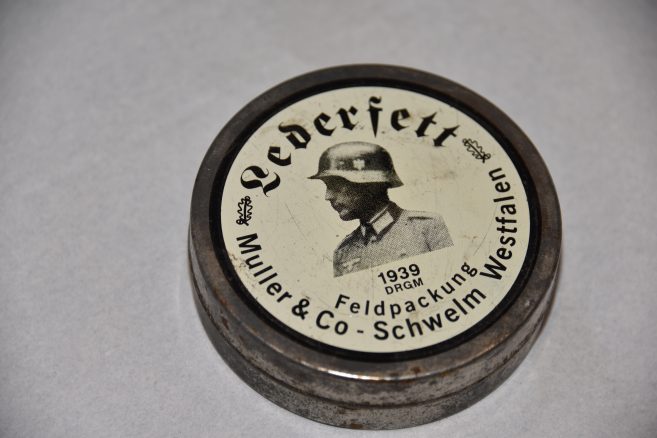 Lederfett
1939
DRGM
Feldpackung
Muller & Co - Schwelm Westfalen